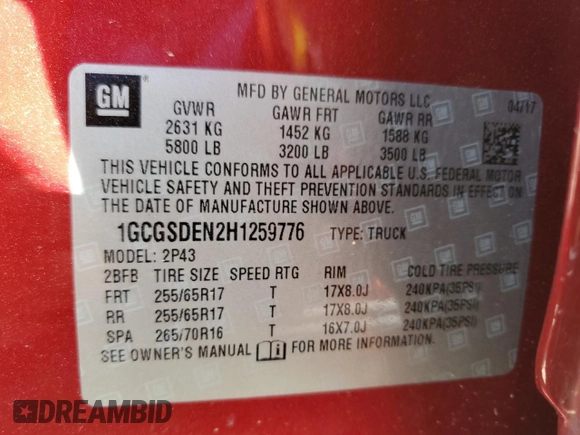 GM
MFD BY GENERAL MOTORS LLC
04/17
GVWR GAWR FRT GAWR RR
2631 KG 1452 KG 1588 KG
5800 LB 3200 LB 3500 LB
THIS VEHICLE CONFORMS TO ALL APPLICABLE U.S. FEDERAL MOTOR
VEHICLE SAFETY AND THEFT PREVENTION STANDARDS IN EFFECT ON
THE DATE OF MANUFACTURE SHOWN ABOVE.
1GCGSDEN2H1259776 TYPE: TRUCK
MODEL: 2P43
2BFB TIRE SIZE SPEED RTG RIM COLD TIRE PRESSURE
FRT 255/65R17 T 17X8.0J 240KPA(35PSI)
RR 255/65R17 T 17X8.0J 240KPA(35PSI)
SPA 265/70R16 T 16X7.0J 240KPA(35PSI)
SEE OWNER'S MANUAL FOR MORE INFORMATION.
DREAMBID